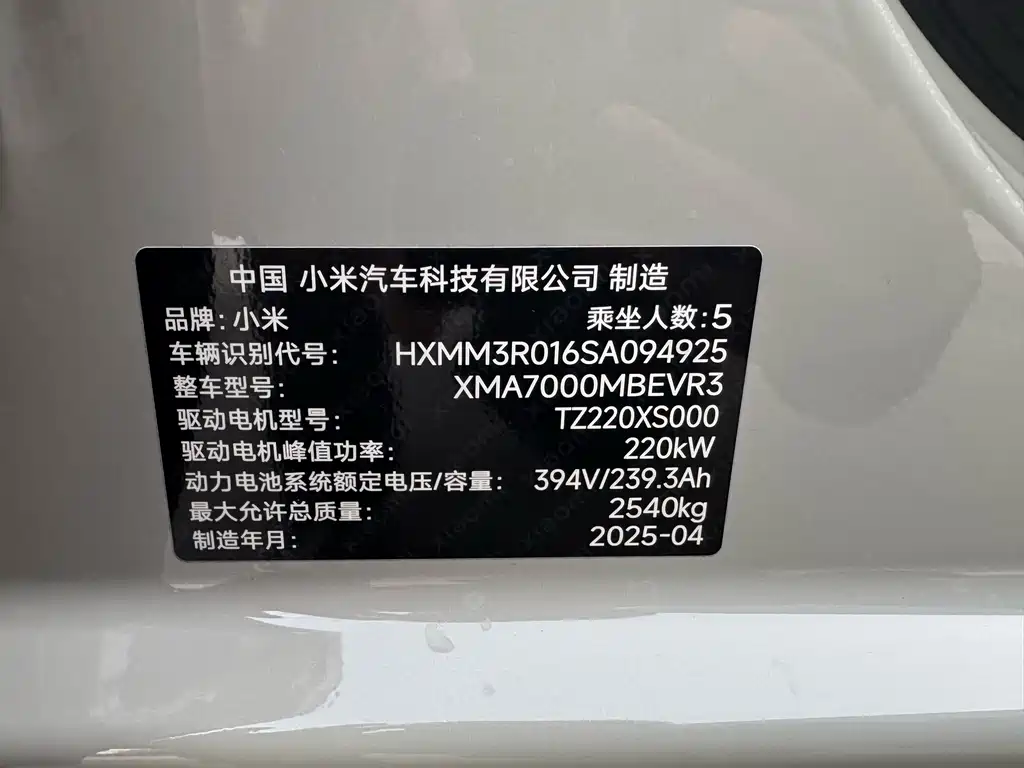 中国 小米汽车科技有限公司 制造
品牌:小米 乘坐人数:5
车辆识别代号: HXMM3R016SA094925
整车型号: XMA7000MBEVR3
驱动电机型号: TZ220XS000
驱动电机峰值功率: 220kW
动力电池系统额定电压/容量: 394V/239.3Ah
最大允许总质量: 2540kg
制造年月: 2025-04